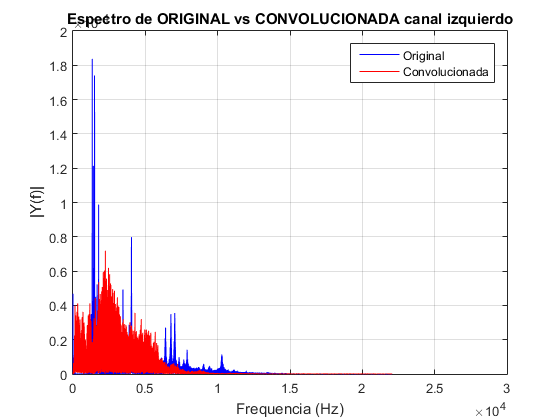 Espectro de ORIGINAL vs CONVOLUCIONADA canal izquierdo
2
1.8
1.6
1.4
1.2
1
0.8
0.6
0.4
0.2
0
|Y(f)|
Original
Convolucionada
0 0.5 1 1.5 2 2.5 3
Frequencia (Hz)
×10⁴